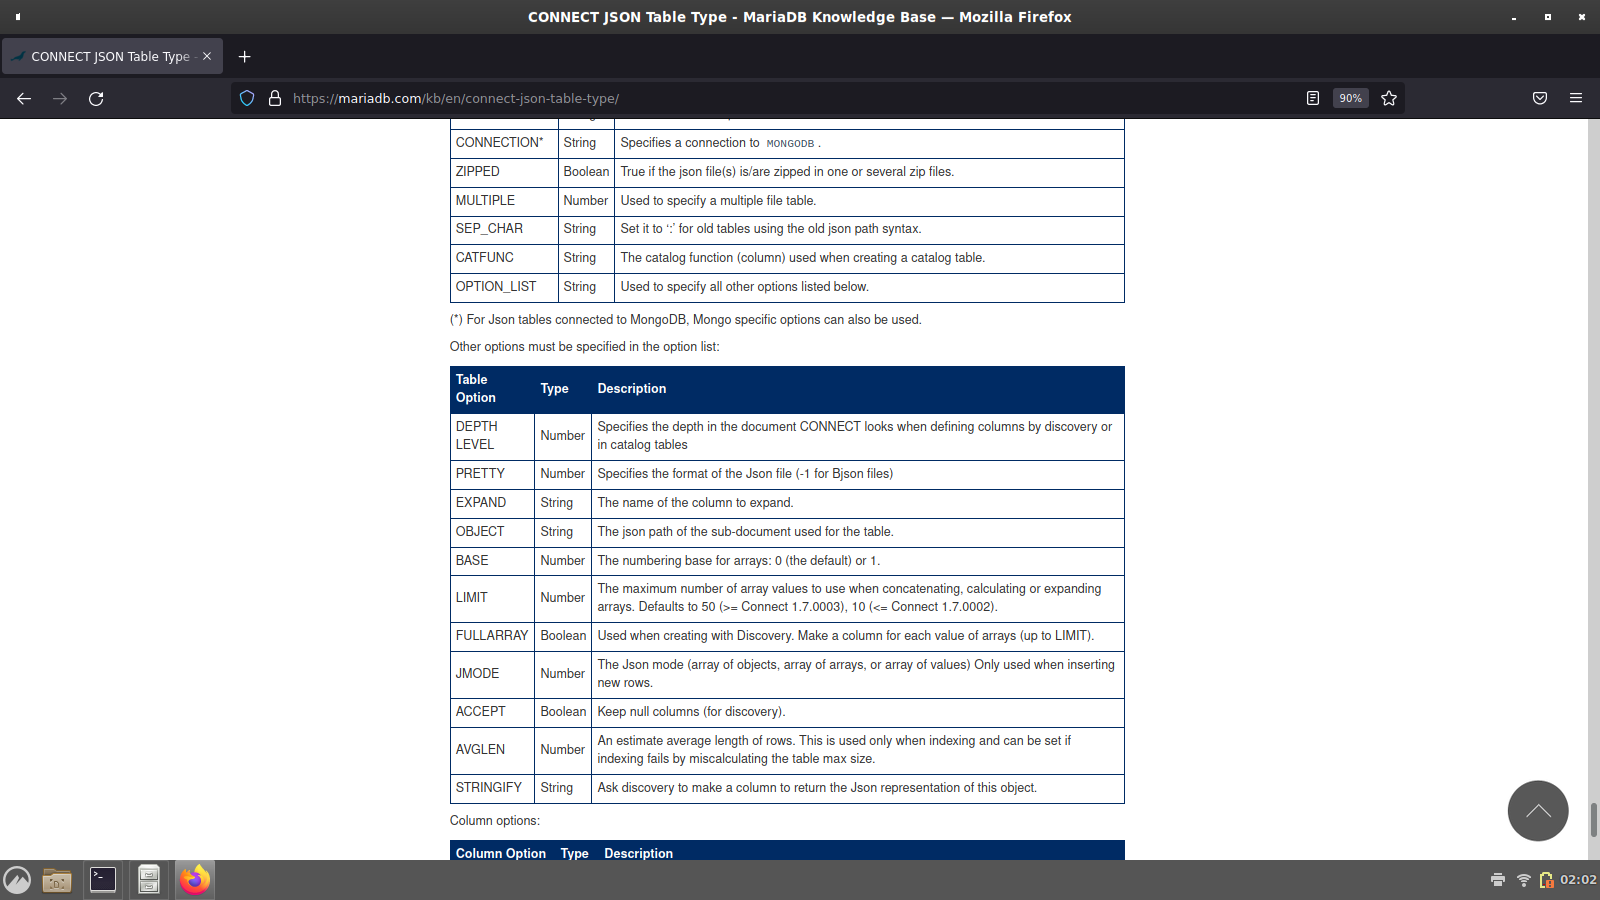 CONNECT JSON Table Type - MariaDB Knowledge Base — Mozilla Firefox
CONNECT JSON Table Type -
https://mariadb.com/kb/en/connect-json-table-type/
90%
CONNECTION* String Specifies a connection to MONGODB .
ZIPPED Boolean True if the json file(s) is/are zipped in one or several zip files.
MULTIPLE Number Used to specify a multiple file table.
SEP_CHAR String Set it to ‘:’ for old tables using the old json path syntax.
CATFUNC String The catalog function (column) used when creating a catalog table.
OPTION_LIST String Used to specify all other options listed below.
(*) For Json tables connected to MongoDB, Mongo specific options can also be used.
Other options must be specified in the option list:
Table
Option Type Description
DEPTH
LEVEL Number Specifies the depth in the document CONNECT looks when defining columns by discovery or
in catalog tables
PRETTY Number Specifies the format of the Json file (-1 for Bjson files)
EXPAND String The name of the column to expand.
OBJECT String The json path of the sub-document used for the table.
BASE Number The numbering base for arrays: 0 (the default) or 1.
LIMIT Number The maximum number of array values to use when concatenating, calculating or expanding
arrays. Defaults to 50 (>= Connect 1.7.0003), 10 (<= Connect 1.7.0002).
FULLARRAY Boolean Used when creating with Discovery. Make a column for each value of arrays (up to LIMIT).
JMODE Number The Json mode (array of objects, array of arrays, or array of values) Only used when inserting
new rows.
ACCEPT Boolean Keep null columns (for discovery).
AVGLEN Number An estimate average length of rows. This is used only when indexing and can be set if
indexing fails by miscalculating the table max size.
STRINGIFY String Ask discovery to make a column to return the Json representation of this object.
Column options:
Column Option Type Description
02:02